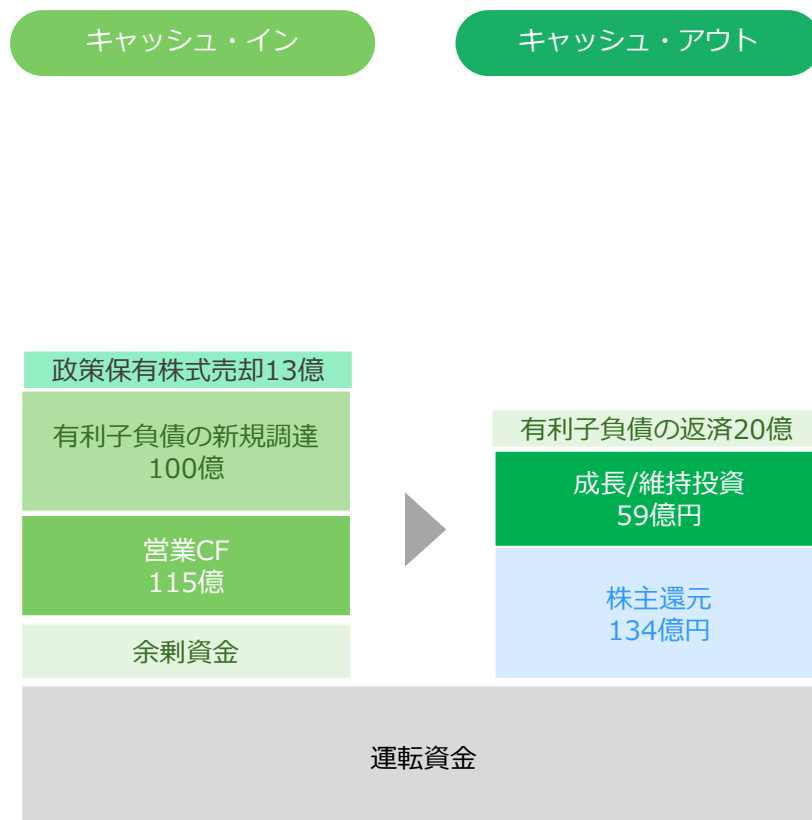 キャッシュ・イン
キャッシュ・アウト
政策保有株式売却13億
有利子負債の新規調達
100億
営業CF
115億
余剰資金
有利子負債の返済20億
成長/維持投資
59億円
株主還元
134億円
運転資金